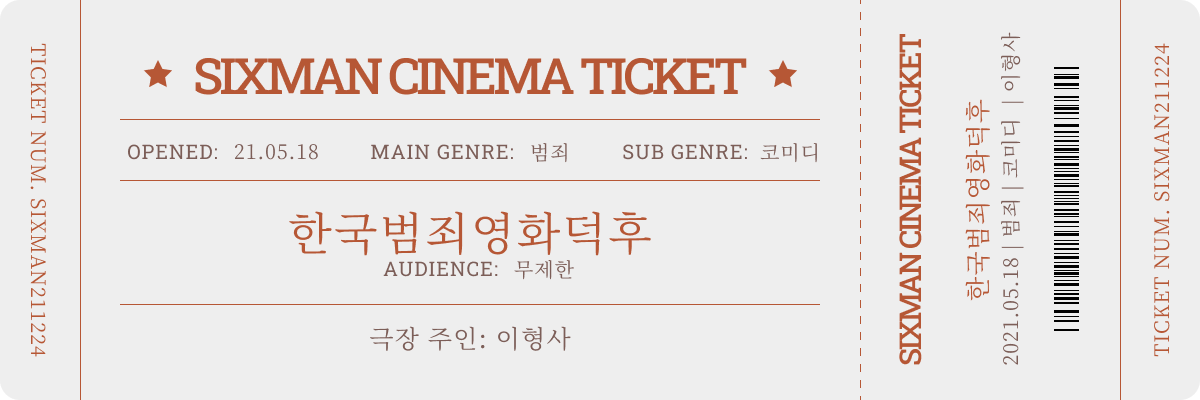 TICKET NUM. SIXMAN211224
★ SIXMAN CINEMA TICKET ★
OPENED: 21.05.18 MAIN GENRE: 범죄 SUB GENRE: 코미디
한국범죄영화덕후
AUDIENCE: 무제한
극장 주인: 이형사
SIXMAN CINEMA TICKET
한국범죄영화덕후
2021.05.18 | 범죄 | 코미디 | 이형사
TICKET NUM. SIXMAN211224